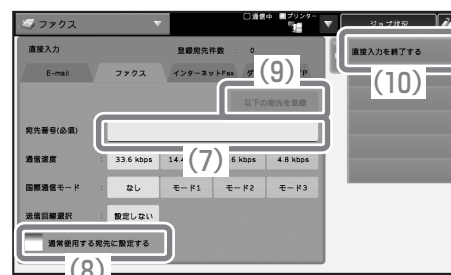 ファクス
通信中 プリンター
ジョブ状況
直接入力 登録宛先件数 : 0
直接入力を終了する
E-mail ファクス インターネットFax
(9)
(10)
以下の宛先を登録
宛先番号(必須)
(7)
通信速度 : 33.6 kbps 4.8 kbps
国際通信モード : なし モード1 モード2 モード3
送信回線選択 : 設定しない
通常使用する宛先に設定する
(8)